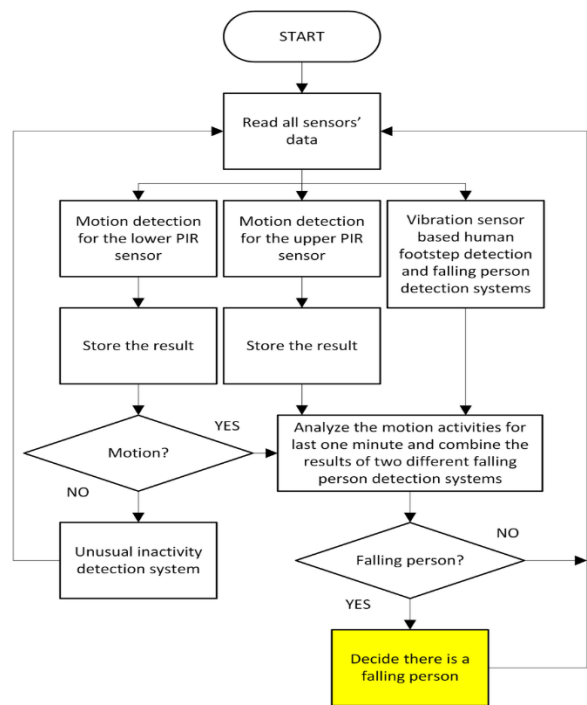 START
Read all sensors’
data
Motion detection
for the lower PIR
sensor
Motion detection
for the upper PIR
sensor
Vibration sensor
based human
footstep detection
and falling person
detection systems
Store the result
Store the result
Motion?
YES
NO
Analyze the motion activities for
last one minute and combine the
results of two different falling
person detection systems
Unusual inactivity
detection system
Falling person?
NO
YES
Decide there is a
falling person